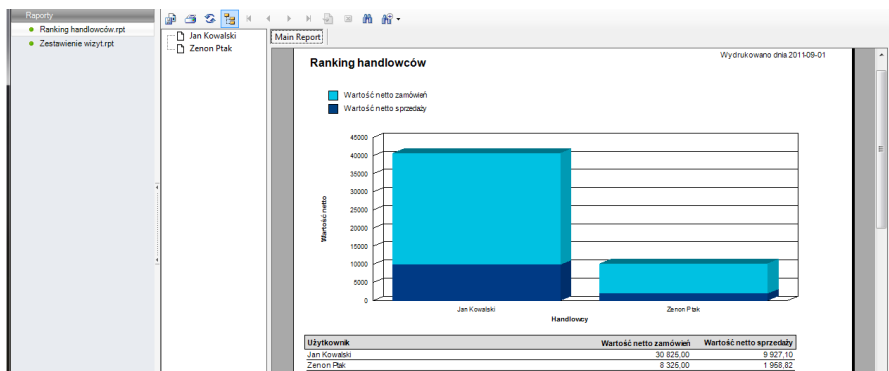 Raporty
Ranking handlowców.rpt
Zestawienie wizyt.rpt
Jan Kowalski
Zenon Ptak
Main Report
Wydrukowano dnia 2011-09-01
Ranking handlowców
Wartość netto zamówień
Wartość netto sprzedaży
45000
40000
35000
30000
25000
20000
15000
10000
5000
0
Wartość netto
Jan Kowalski
Zenon Ptak
Handlowcy
Użytkownik Wartość netto zamówień Wartość netto sprzedaży
Jan Kowalski 30 825,00 9 927,10
Zenon Ptak 8 325,00 1 958,82